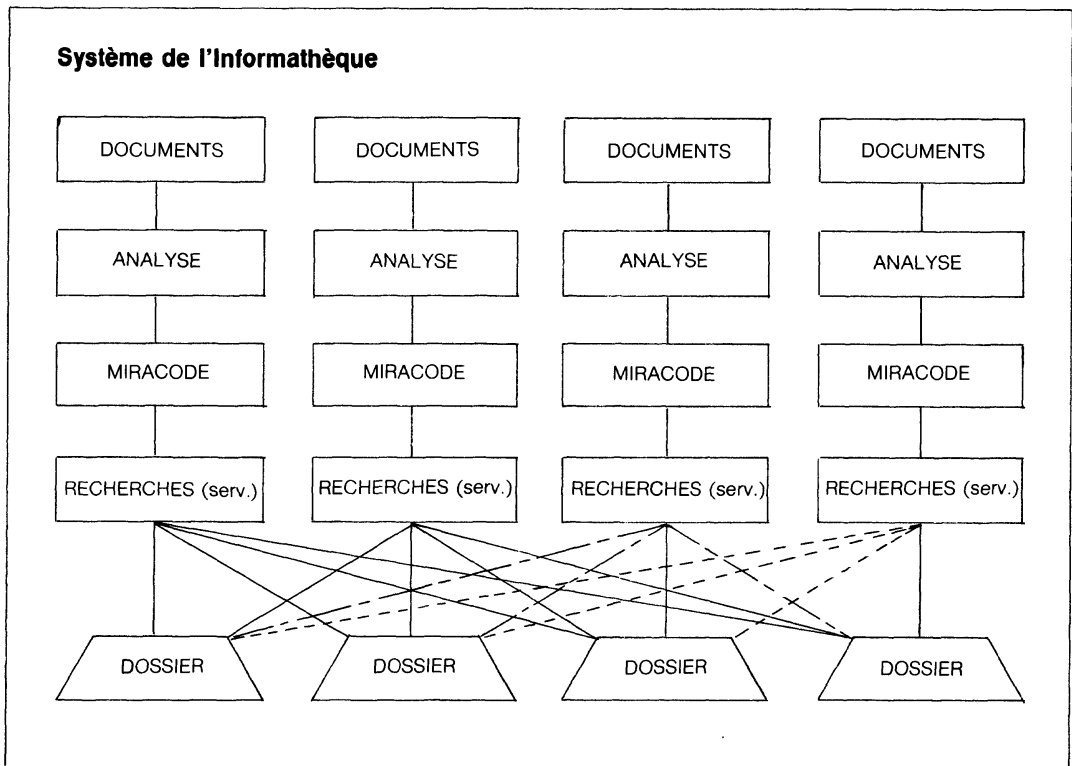 Système de l'Informathèque
DOCUMENTS DOCUMENTS DOCUMENTS DOCUMENTS
ANALYSE ANALYSE ANALYSE ANALYSE
MIRACODE MIRACODE MIRACODE MIRACODE
RECHERCHES (serv.) RECHERCHES (serv.) RECHERCHES (serv.) RECHERCHES (serv.)
DOSSIER DOSSIER DOSSIER DOSSIER